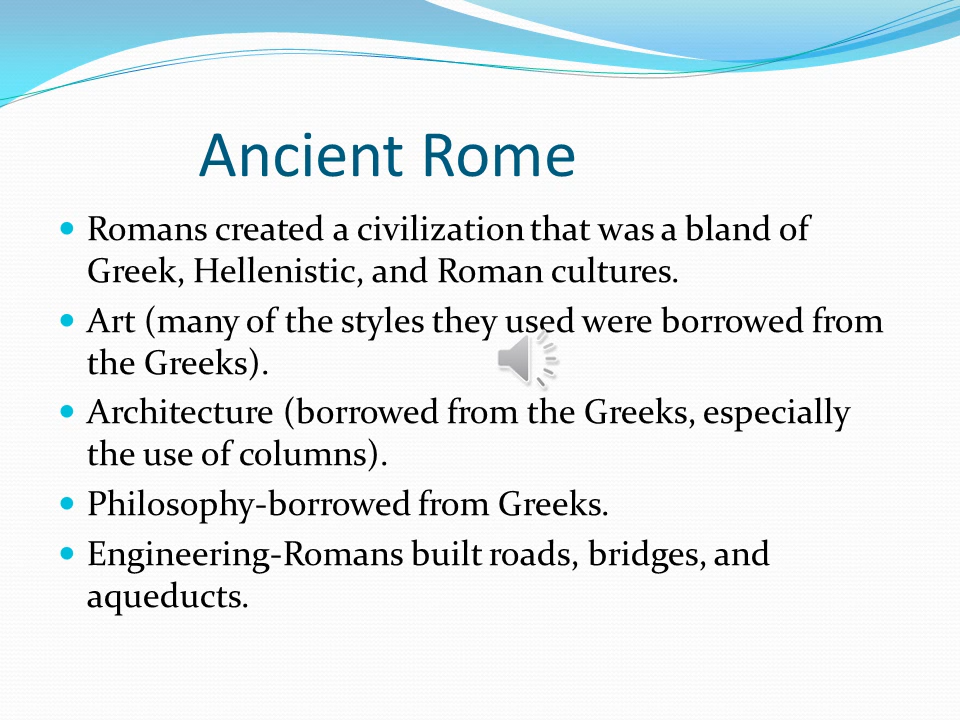 Ancient Rome
Romans created a civilization that was a bland of
Greek, Hellenistic, and Roman cultures.
Art (many of the styles they used were borrowed from
the Greeks).
Architecture (borrowed from the Greeks, especially
the use of columns).
Philosophy-borrowed from Greeks.
Engineering-Romans built roads, bridges, and
aqueducts.